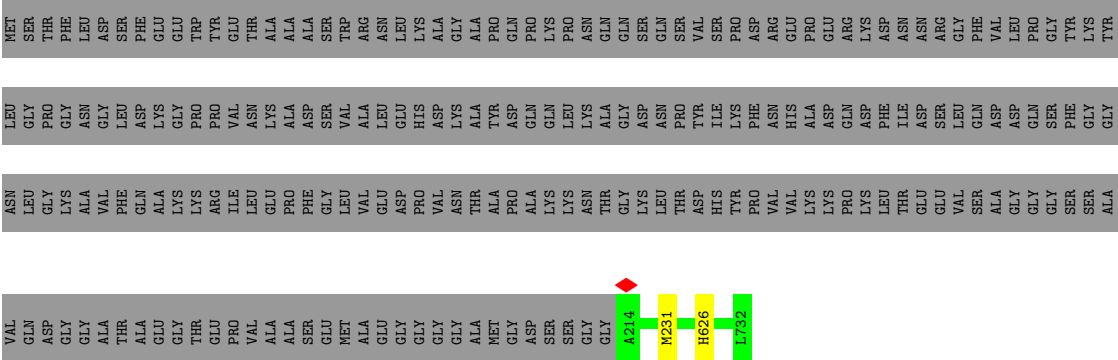 MET SER THR PHE LEU ASP SER PHE GLU GLU TRP TYR GLU THR ALA ALA ALA SER TRP ARG ASN LEU LYS ALA GLY ALA PRO GLN PRO LYS PRO ASN GLN GLN SER GLN SER VAL SER PRO ASP ARG GLU PRO GLU ARG LYS ASP ASN ASN ARG GLY PHE VAL LEU PRO GLY TYR LYS TYR
LEU GLY PRO GLY ASN GLY LEU ASP LYS GLY PRO PRO VAL ASN LYS ALA ASP SER VAL ALA LEU GLU HIS ASP LYS ALA TYR ASP GLN GLN LEU LYS ALA GLY ASP ASN PRO TYR ILE LYS PHE ASN HIS ALA ASP GLN ASP PHE ILE ASP SER LEU GLN ASP ASP GLN SER PHE GLY GLY
ASN LEU GLY LYS ALA VAL PHE GLN ALA LYS LYS ARG ILE LEU GLU PRO PHE GLY LEU VAL GLU ASP PRO VAL ASN THR ALA PRO ALA LYS LYS ASN THR GLY LYS LEU THR ASP HIS TYR PRO VAL VAL LYS LYS PRO LYS LEU THR GLU GLU VAL SER ALA GLY GLY GLY SER SER ALA
VAL GLN ASP GLY GLY ALA THR ALA GLU GLY THR GLU PRO VAL ALA ALA SER GLU MET ALA GLU GLY GLY GLY GLY ALA MET GLY ASP SER SER GLY GLY A214 M231 H626 L732